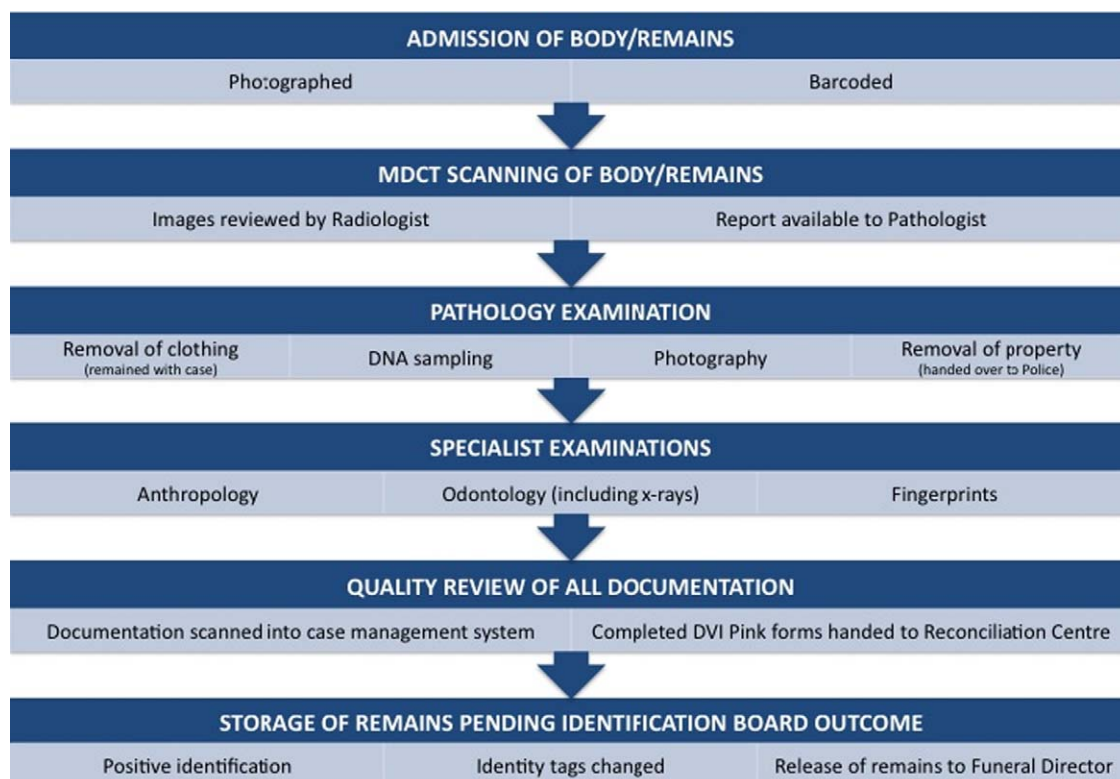 ADMISSION OF BODY/REMAINS
Photographed
Barcoded
MDCT SCANNING OF BODY/REMAINS
Images reviewed by Radiologist
Report available to Pathologist
PATHOLOGY EXAMINATION
Removal of clothing
(remained with case)
DNA sampling
Photography
Removal of property
(handed over to Police)
SPECIALIST EXAMINATIONS
Anthropology
Odontology (including x-rays)
Fingerprints
QUALITY REVIEW OF ALL DOCUMENTATION
Documentation scanned into case management system
Completed DVI Pink forms handed to Reconciliation Centre
STORAGE OF REMAINS PENDING IDENTIFICATION BOARD OUTCOME
Positive identification
Identity tags changed
Release of remains to Funeral Director